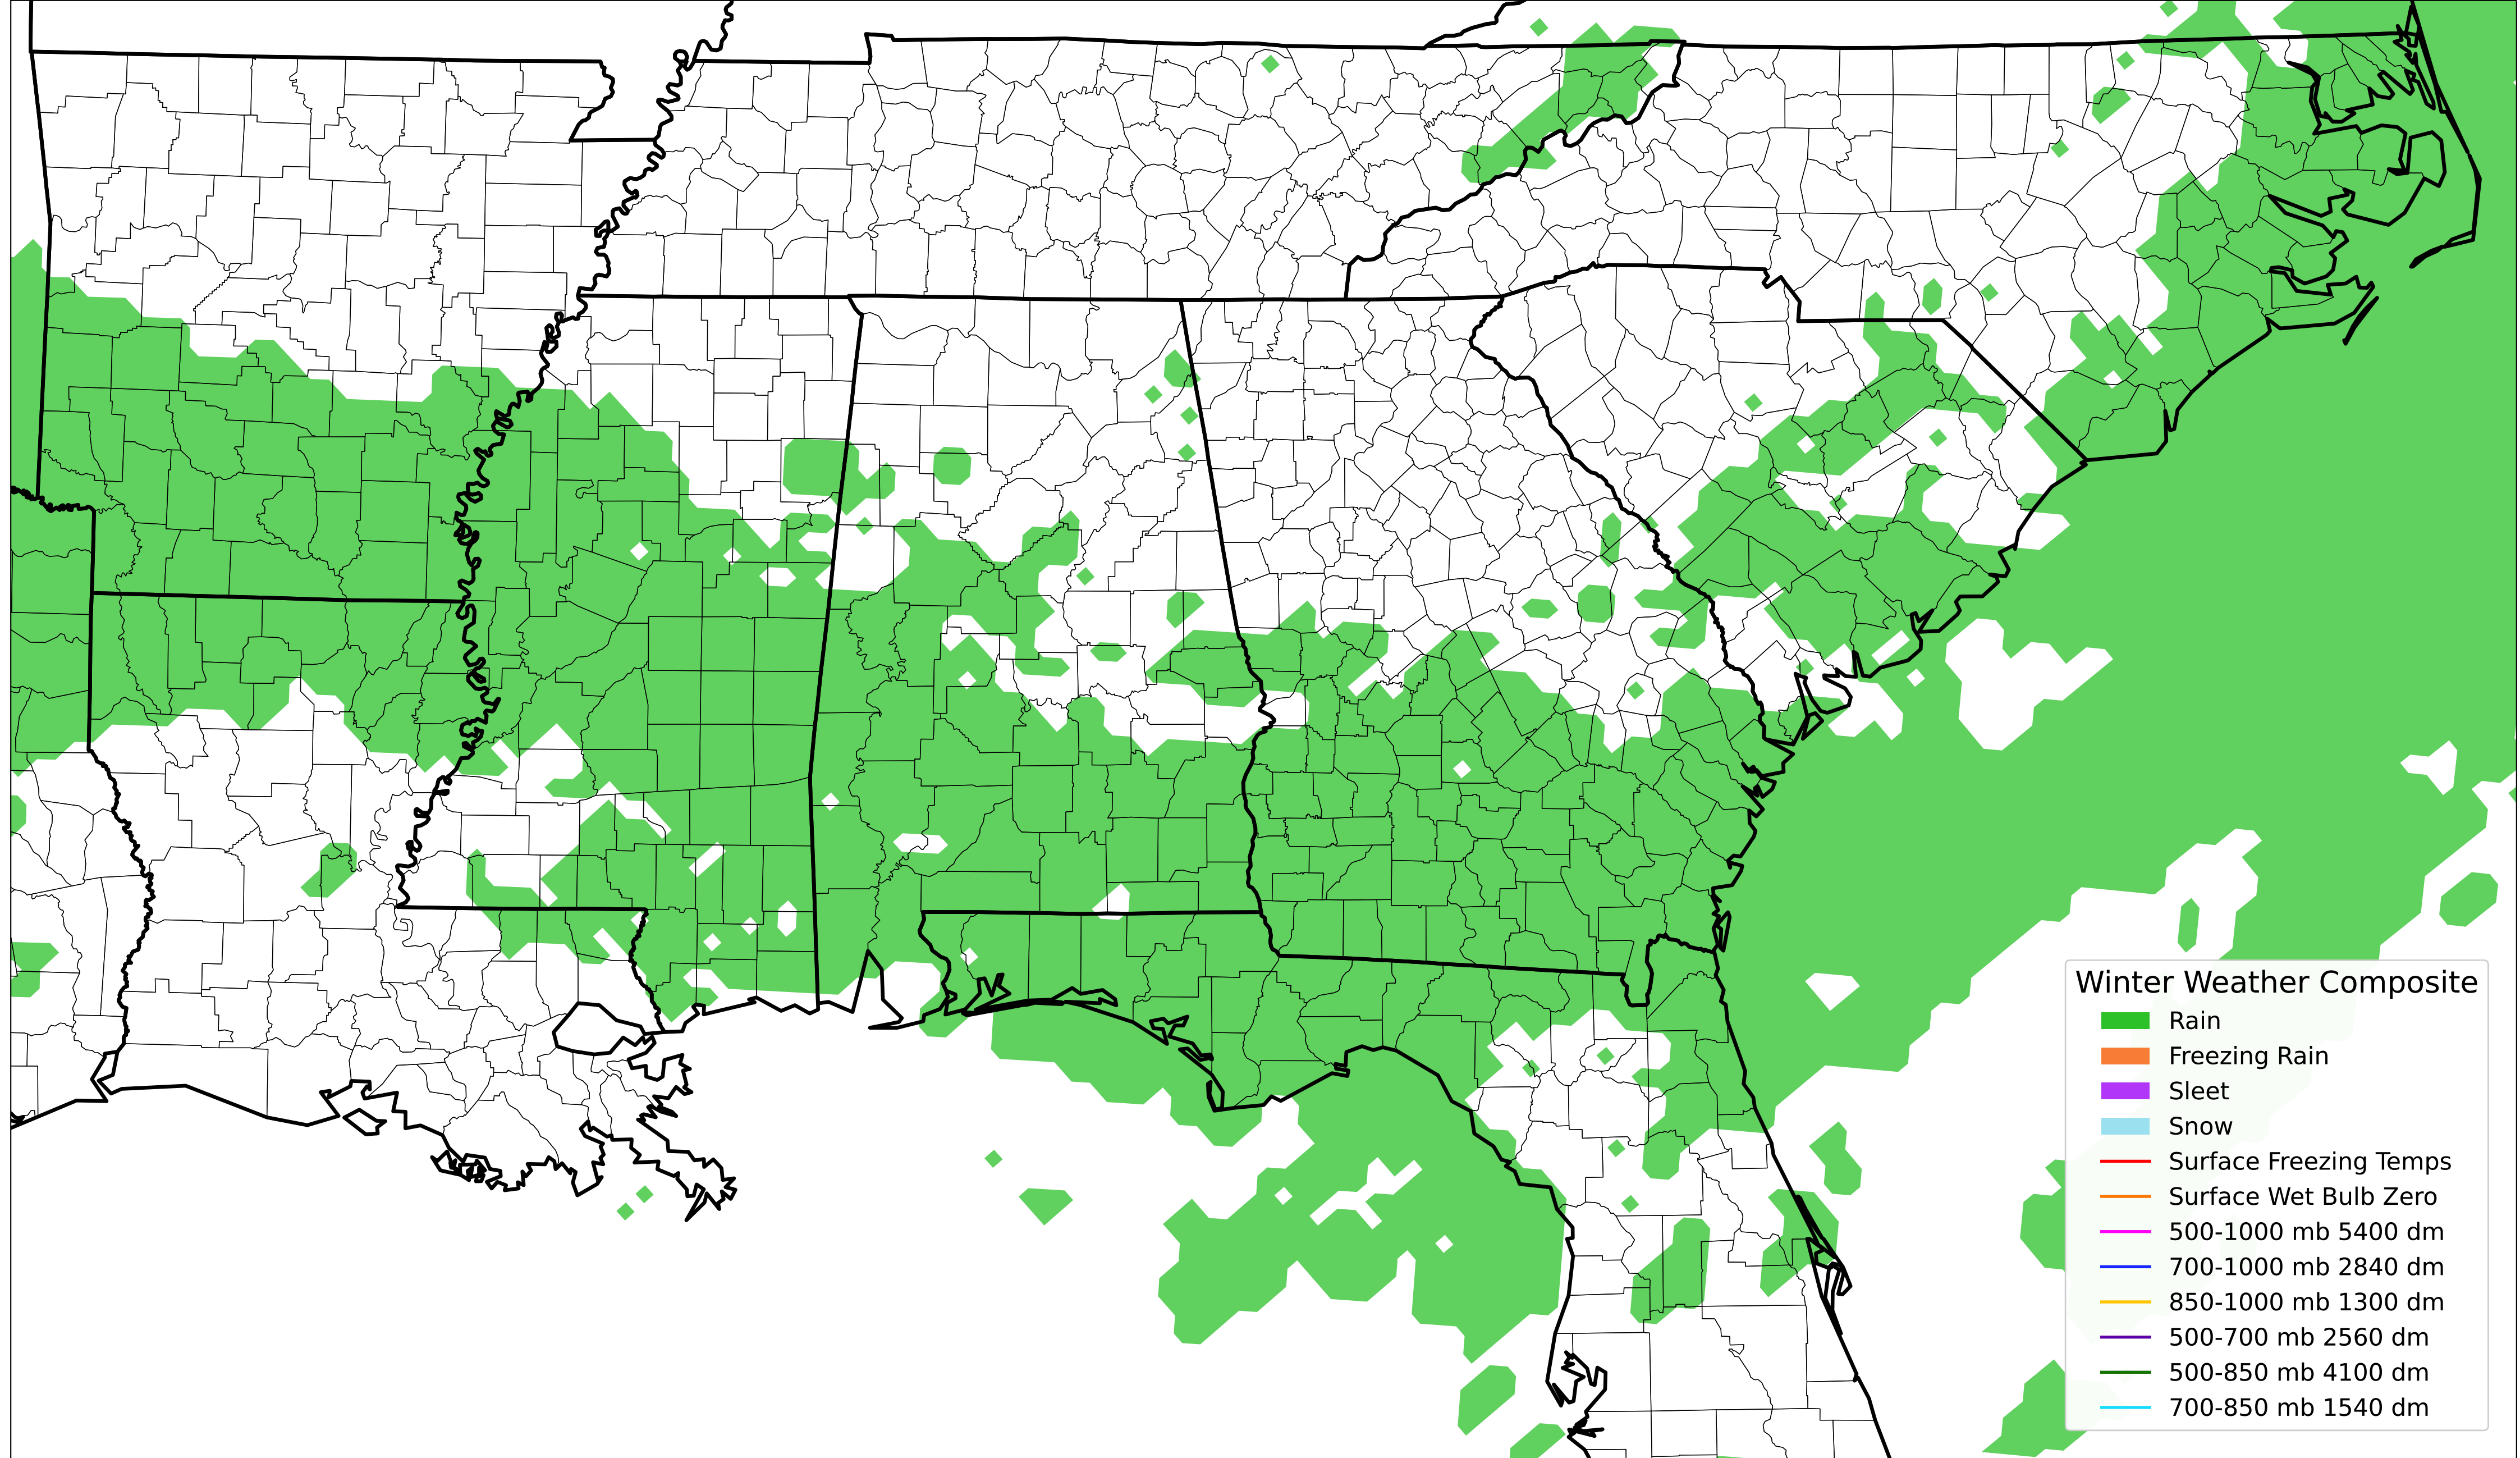 Winter Weather Composite
Rain
Freezing Rain
Sleet
Snow
Surface Freezing Temps
Surface Wet Bulb Zero
500-1000 mb 5400 dm
700-1000 mb 2840 dm
850-1000 mb 1300 dm
500-700 mb 2560 dm
500-850 mb 4100 dm
700-850 mb 1540 dm